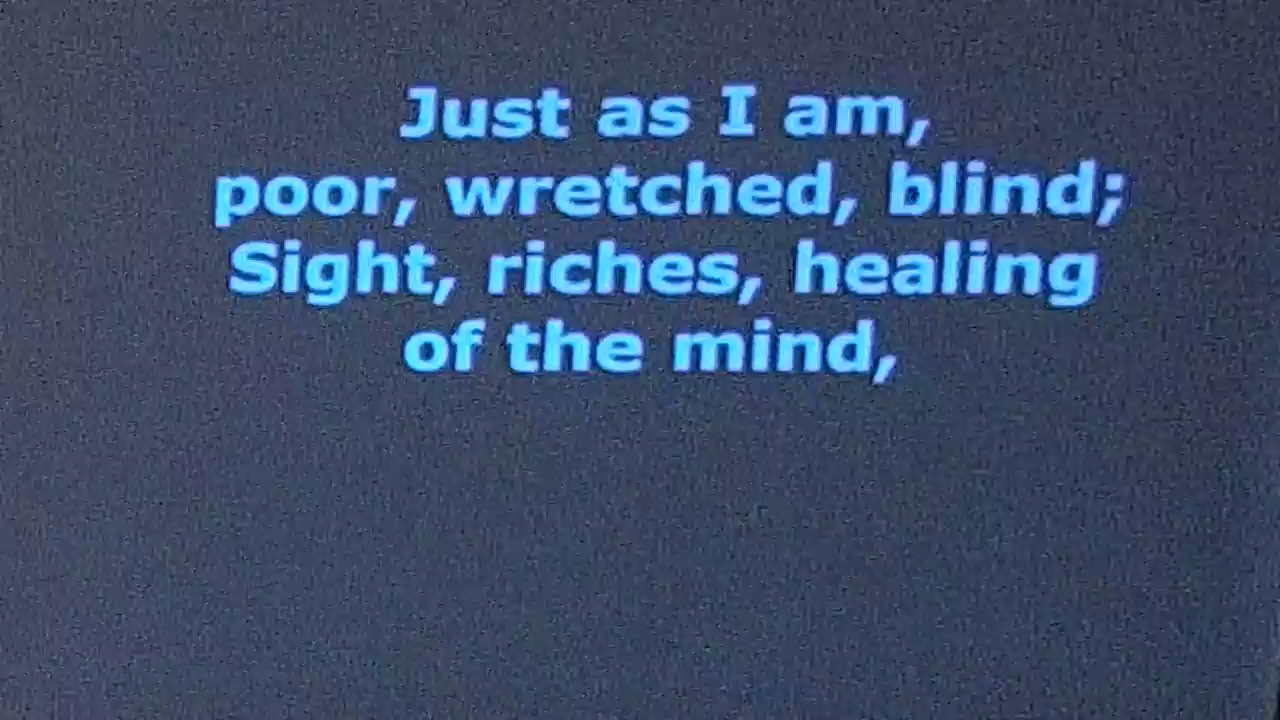 Just as I am,
poor, wretched, blind;
Sight, riches, healing
of the mind,